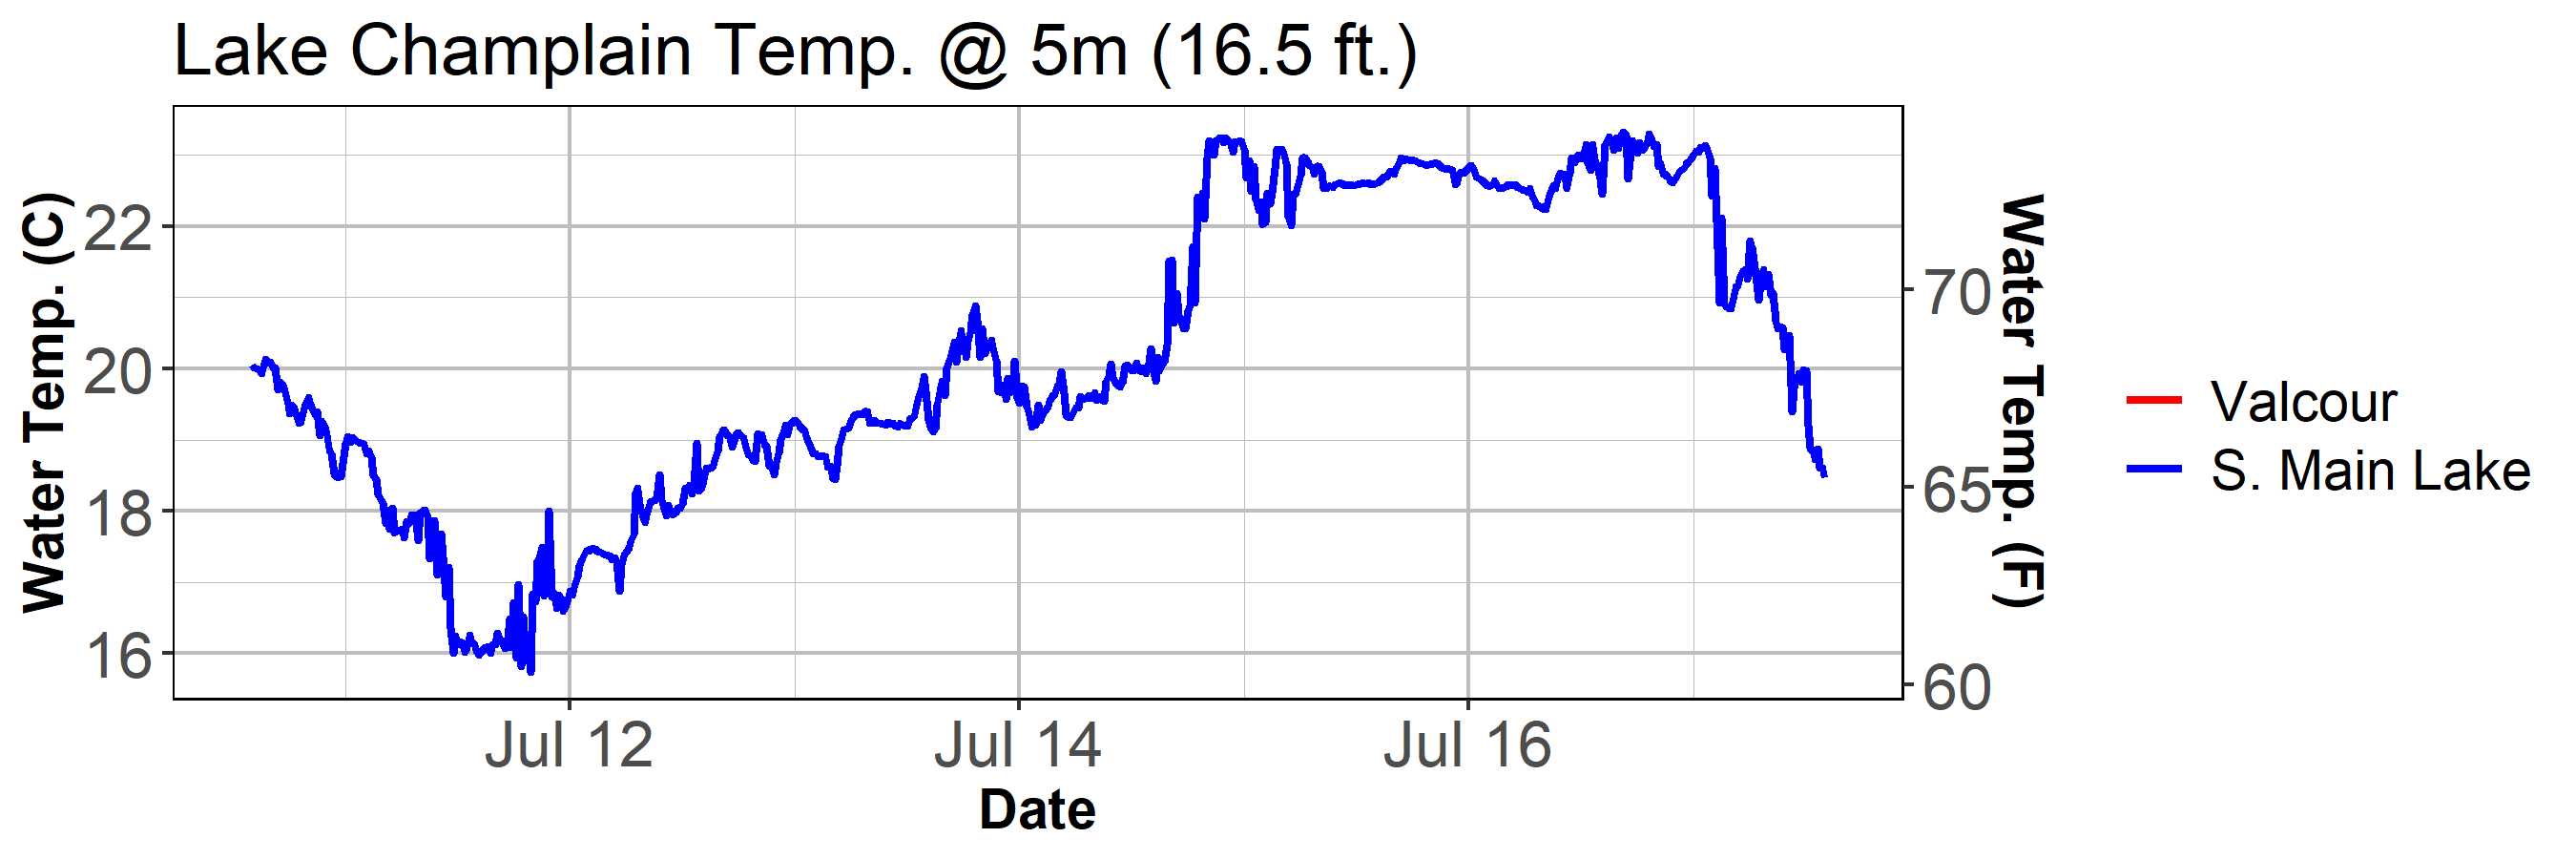 Lake Champlain Temp. @ 5m (16.5 ft.)
Water Temp. (C)
22
20
18
16
70
65
60
Water Temp. (F)
Jul 12
Jul 14
Jul 16
Date
Valcour
S. Main Lake